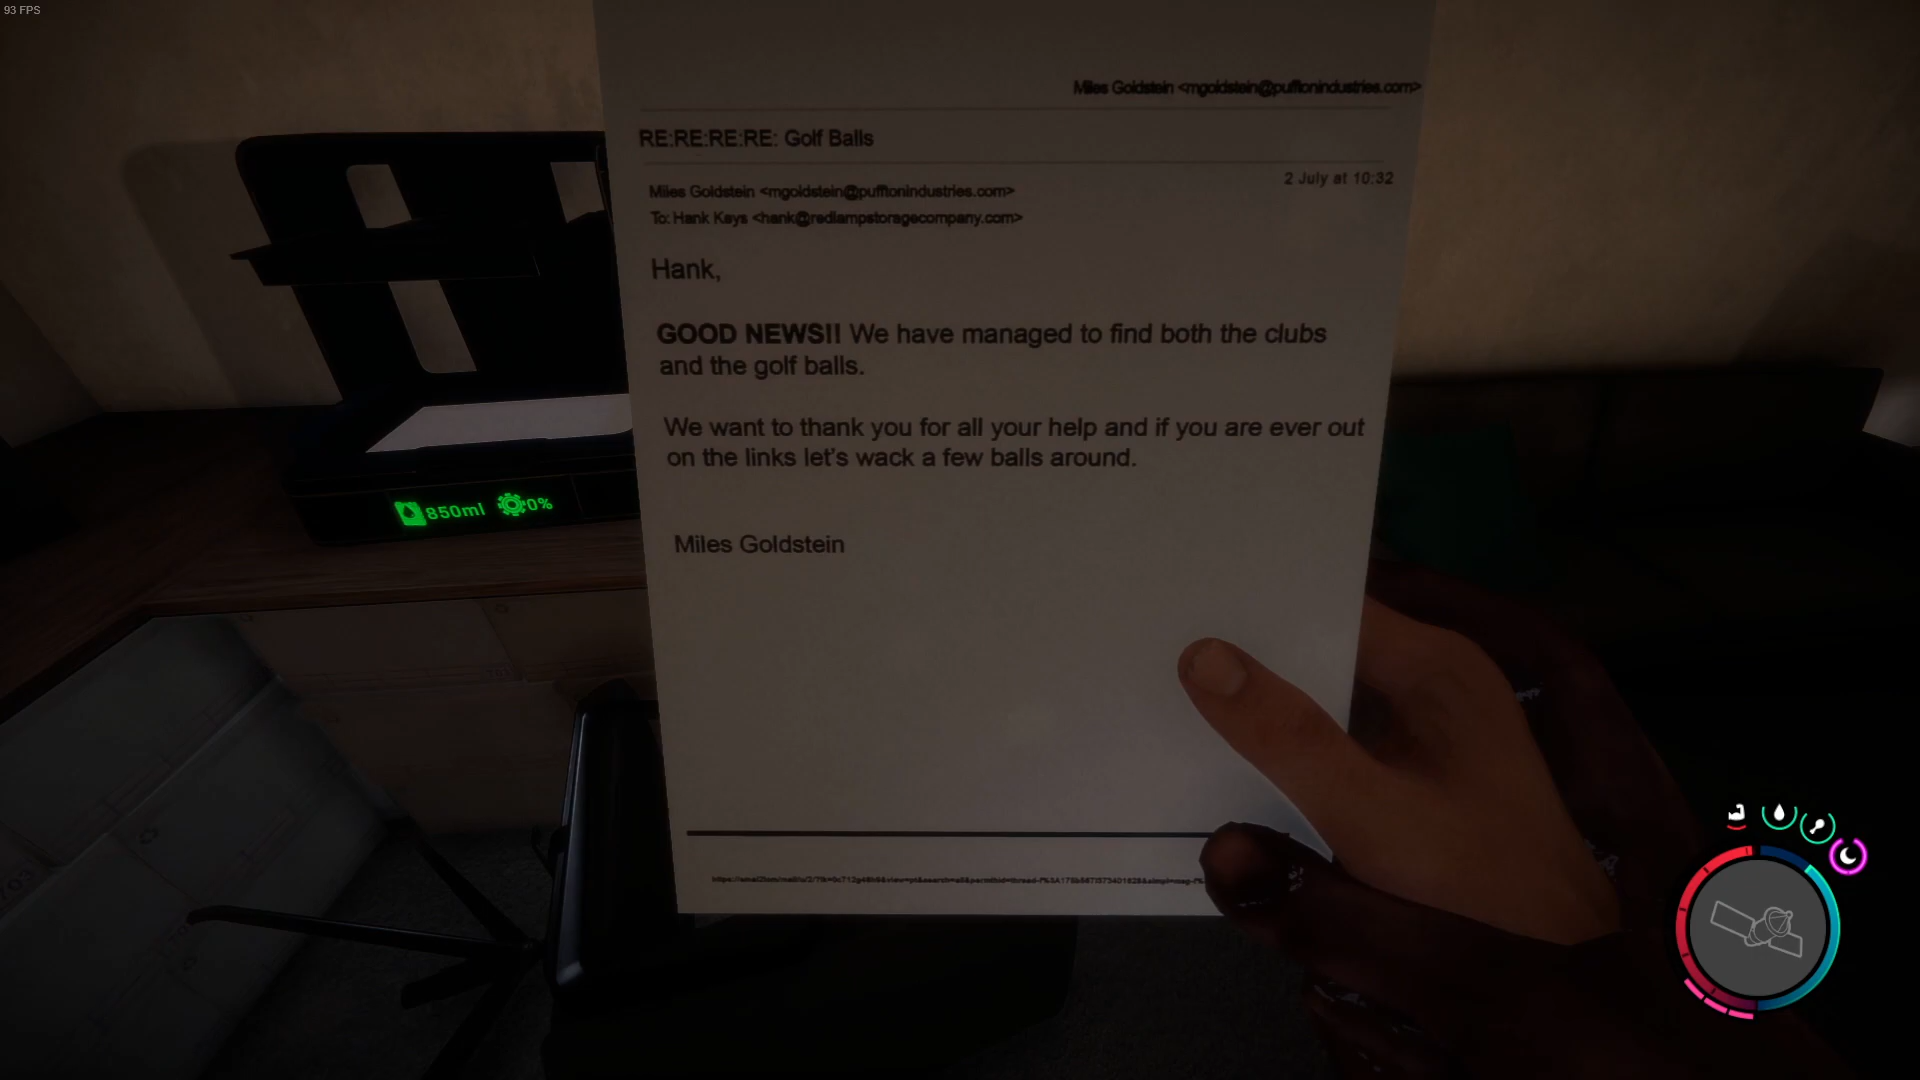 93 FPS
Miles Goldstein <mgoldstein@pufftonindustries.com>
RE:RE:RE:RE: Golf Balls
2 July at 10:32
Miles Goldstein <mgoldstein@pufftonindustries.com>
To: Hank Kays <hank@redlampstoragecompany.com>
Hank,
GOOD NEWS!! We have managed to find both the clubs
and the golf balls.
We want to thank you for all your help and if you are ever out
on the links let's wack a few balls around.
Miles Goldstein
850ml 0%
703